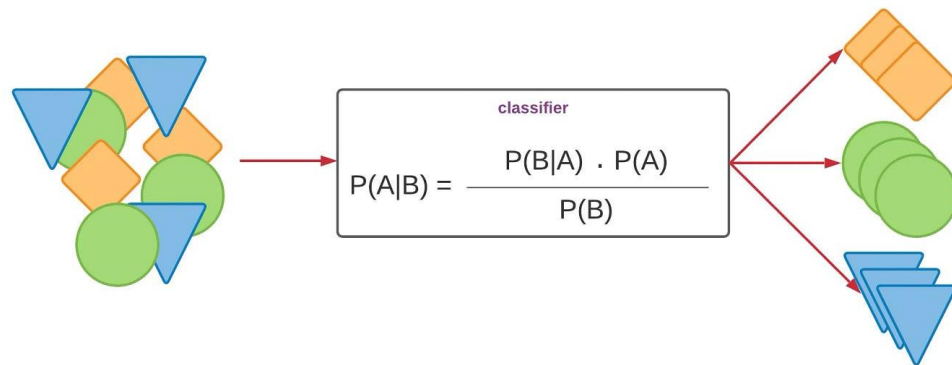 classifier
P(A|B) = P(B|A) . P(A)
P(B)